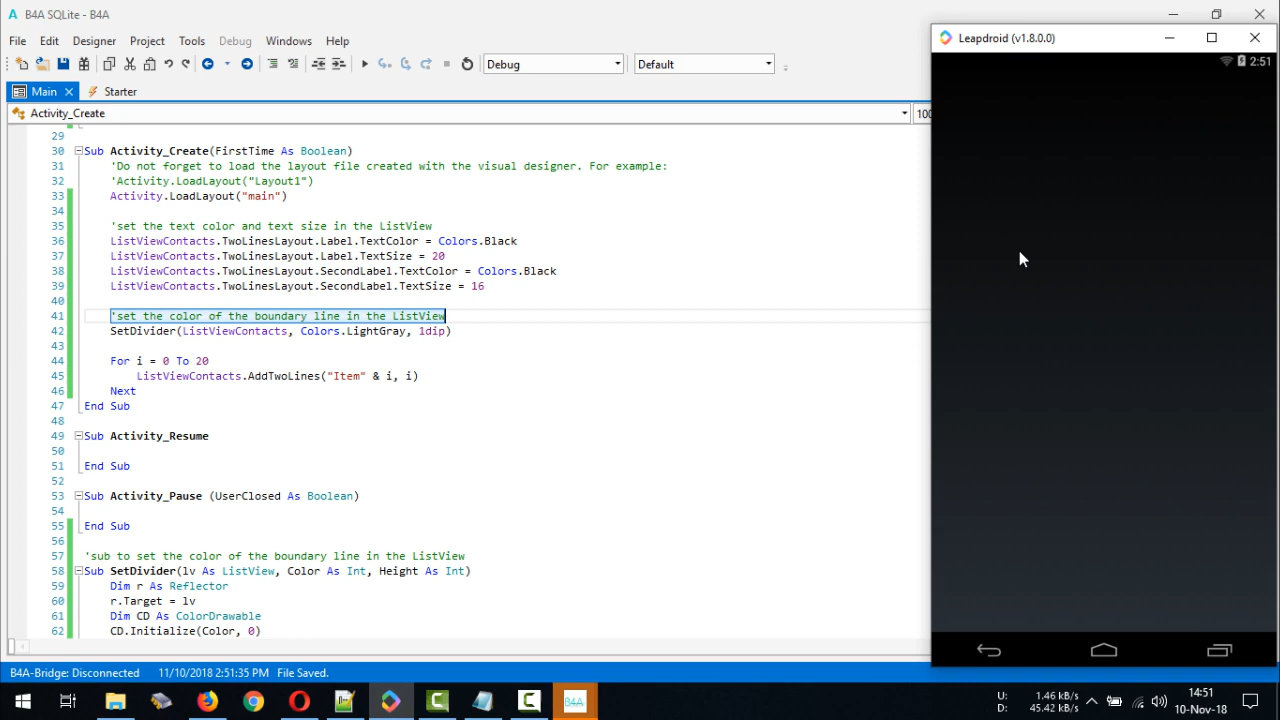 B4A SQLite - B4A
File Edit Designer Project Tools Debug Windows Help
Debug Default
Main Starter
Activity_Create 100
29
30 Sub Activity_Create(FirstTime As Boolean)
31 'Do not forget to load the layout file created with the visual designer. For example:
32 'Activity.LoadLayout("Layout1")
33 Activity.LoadLayout("main")
34
35 'set the text color and text size in the ListView
36 ListViewContacts.TwoLinesLayout.Label.TextColor = Colors.Black
37 ListViewContacts.TwoLinesLayout.Label.TextSize = 20
38 ListViewContacts.TwoLinesLayout.SecondLabel.TextColor = Colors.Black
39 ListViewContacts.TwoLinesLayout.SecondLabel.TextSize = 16
40
41 'set the color of the boundary line in the ListView
42 SetDivider(ListViewContacts, Colors.LightGray, 1dip)
43
44 For i = 0 To 20
45 ListViewContacts.AddTwoLines("Item" & i, i)
46 Next
47 End Sub
48
49 Sub Activity_Resume
50
51 End Sub
52
53 Sub Activity_Pause (UserClosed As Boolean)
54
55 End Sub
56
57 'sub to set the color of the boundary line in the ListView
58 Sub SetDivider(lv As ListView, Color As Int, Height As Int)
59 Dim r As Reflector
60 r.Target = lv
61 Dim CD As ColorDrawable
62 CD.Initialize(Color, 0)
B4A-Bridge: Disconnected 11/10/2018 2:51:35 PM File Saved.
Leapdroid (v1.8.0.0)
2:51
B4A
U: 1.46 kB/s
D: 45.42 kB/s
14:51
10-Nov-18